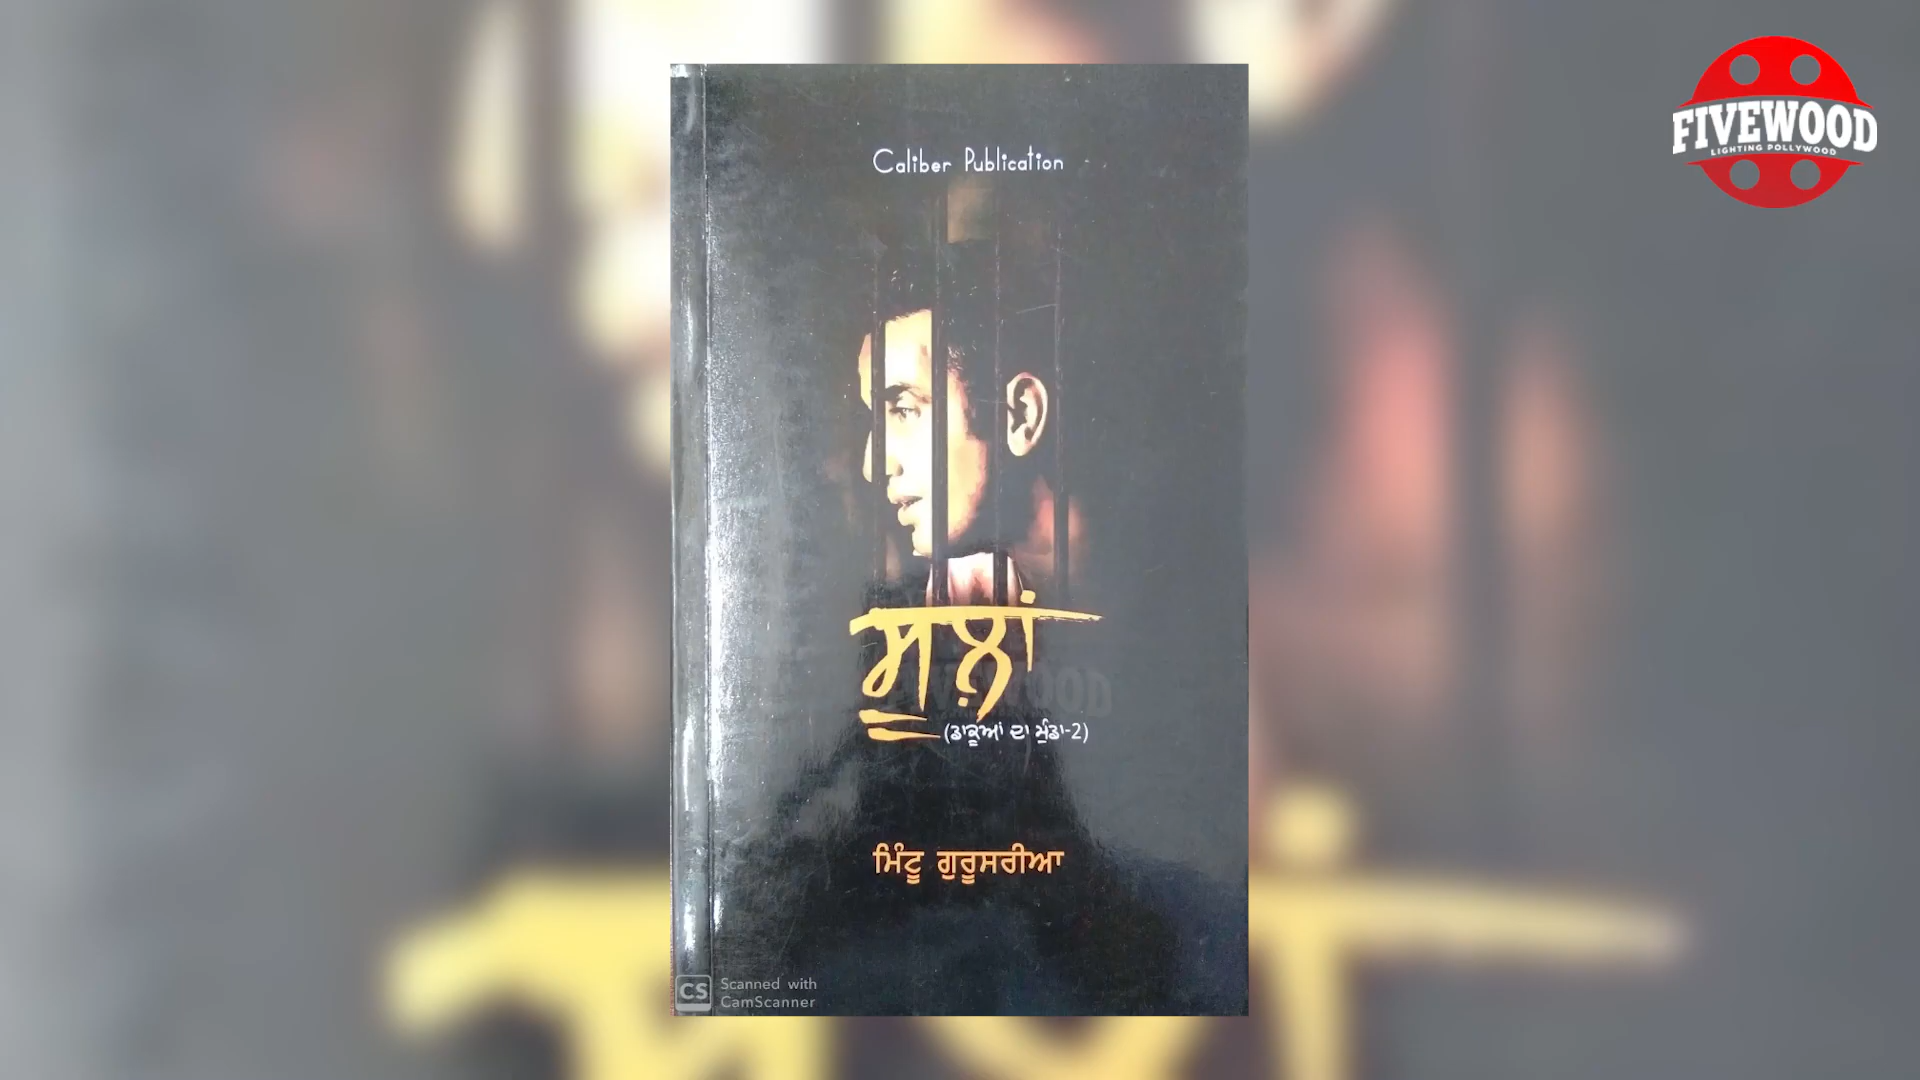 FIVEWOOD
LIGHTING POLLYWOOD
Caliber Publication
ਸੂਲ਼ਾਂ
(ਡਾਕੂਆਂ ਦਾ ਮੁੰਡਾ-2)
ਮਿੰਟੂ ਗੁਰੂਸਰੀਆ
CS Scanned with
CamScanner